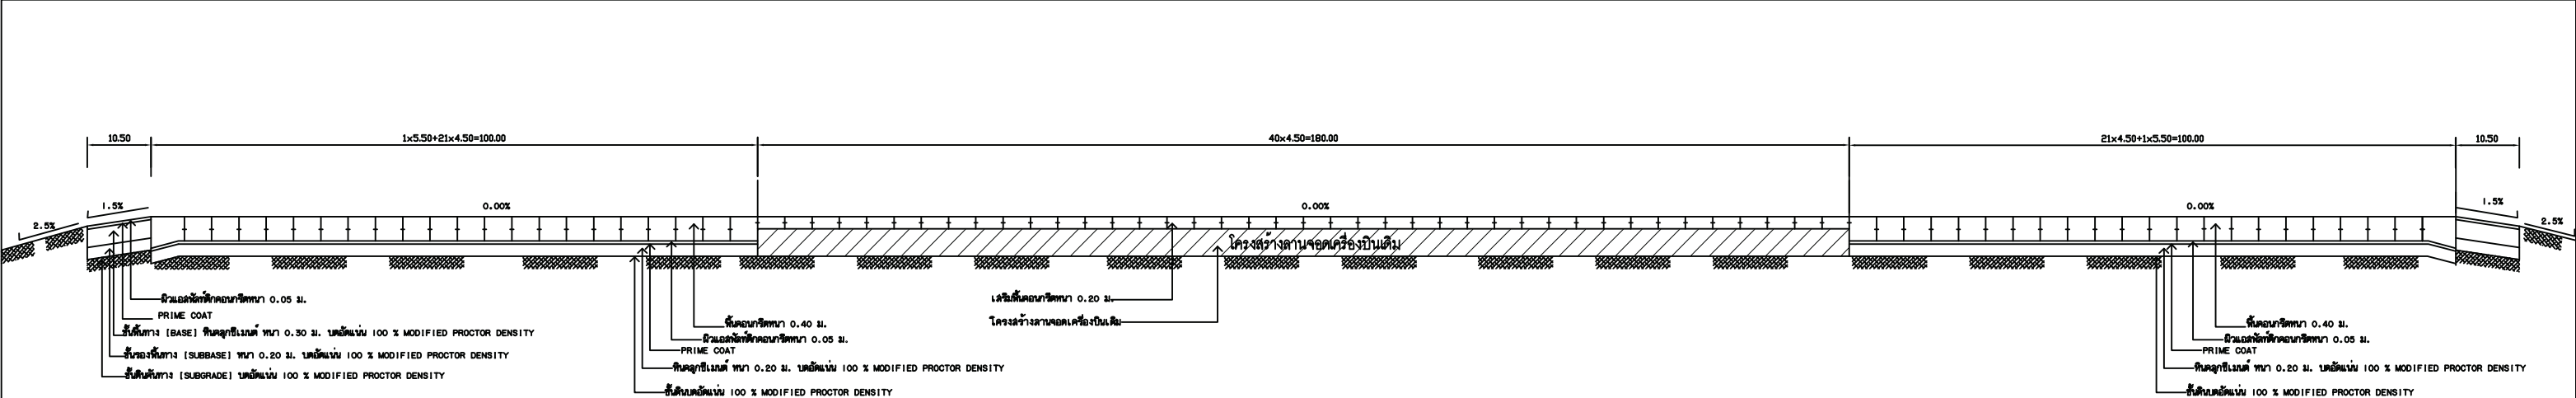 10.50
1x5.50+21x4.50=100.00
40x4.50=180.00
21x4.50+1x5.50=100.00
10.50
2.5%
1.5%
0.00%
0.00%
0.00%
1.5%
2.5%
โครงสร้างลานจอดเครื่องบินเดิม
ผิวแอสฟัลท์ติกคอนกรีตหนา 0.05 ม.
PRIME COAT
ชั้นพื้นทาง [BASE] หินคลุกซีเมนต์ หนา 0.30 ม. บดอัดแน่น 100 % MODIFIED PROCTOR DENSITY
ชั้นรองพื้นทาง [SUBBASE] หนา 0.20 ม. บดอัดแน่น 100 % MODIFIED PROCTOR DENSITY
ชั้นดินคันทาง [SUBGRADE] บดอัดแน่น 100 % MODIFIED PROCTOR DENSITY
พื้นคอนกรีตหนา 0.40 ม.
ผิวแอสฟัลท์ติกคอนกรีตหนา 0.05 ม.
PRIME COAT
หินคลุกซีเมนต์ หนา 0.20 ม. บดอัดแน่น 100 % MODIFIED PROCTOR DENSITY
ชั้นดินบดอัดแน่น 100 % MODIFIED PROCTOR DENSITY
เสริมพื้นคอนกรีตหนา 0.20 ม.
โครงสร้างลานจอดเครื่องบินเดิม
พื้นคอนกรีตหนา 0.40 ม.
ผิวแอสฟัลท์ติกคอนกรีตหนา 0.05 ม.
PRIME COAT
หินคลุกซีเมนต์ หนา 0.20 ม. บดอัดแน่น 100 % MODIFIED PROCTOR DENSITY
ชั้นดินบดอัดแน่น 100 % MODIFIED PROCTOR DENSITY